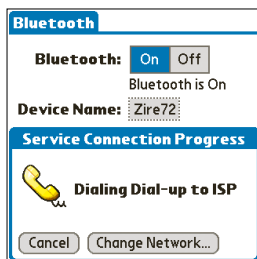 Bluetooth
Bluetooth: On Off
Bluetooth is On
Device Name: Zire72
Service Connection Progress
Dialing Dial-up to ISP
Cancel Change Network...